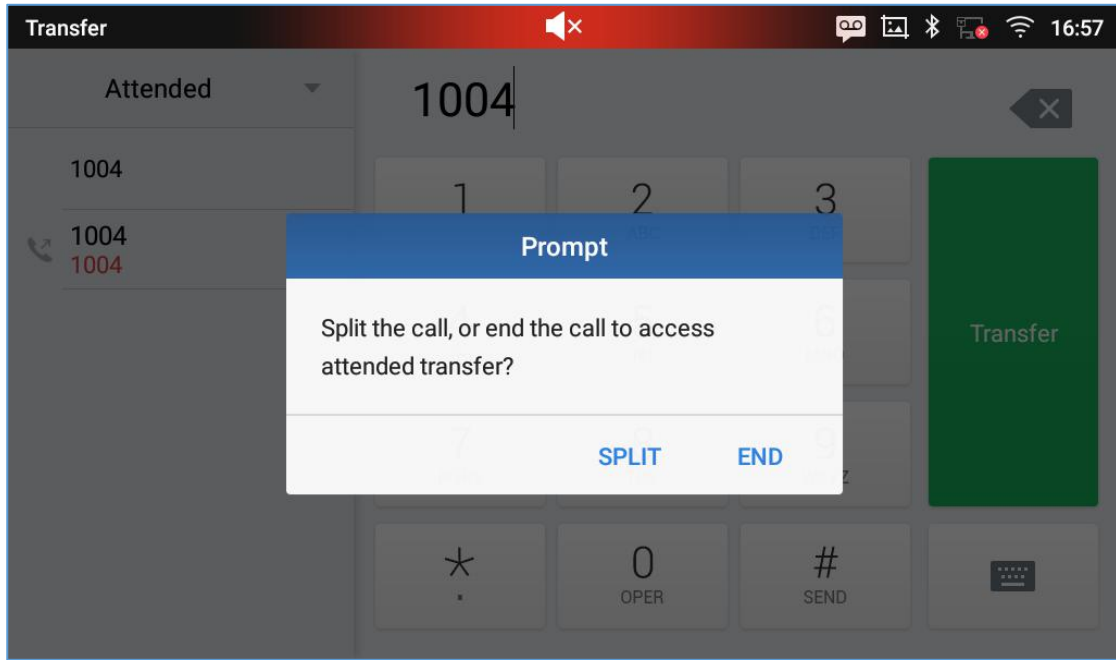 Transfer
16:57
Attended
1004
1004
1004
1004
1
2
3
Prompt
Split the call, or end the call to access
attended transfer?
SPLIT
END
Transfer
0
OPER
#
SEND
*